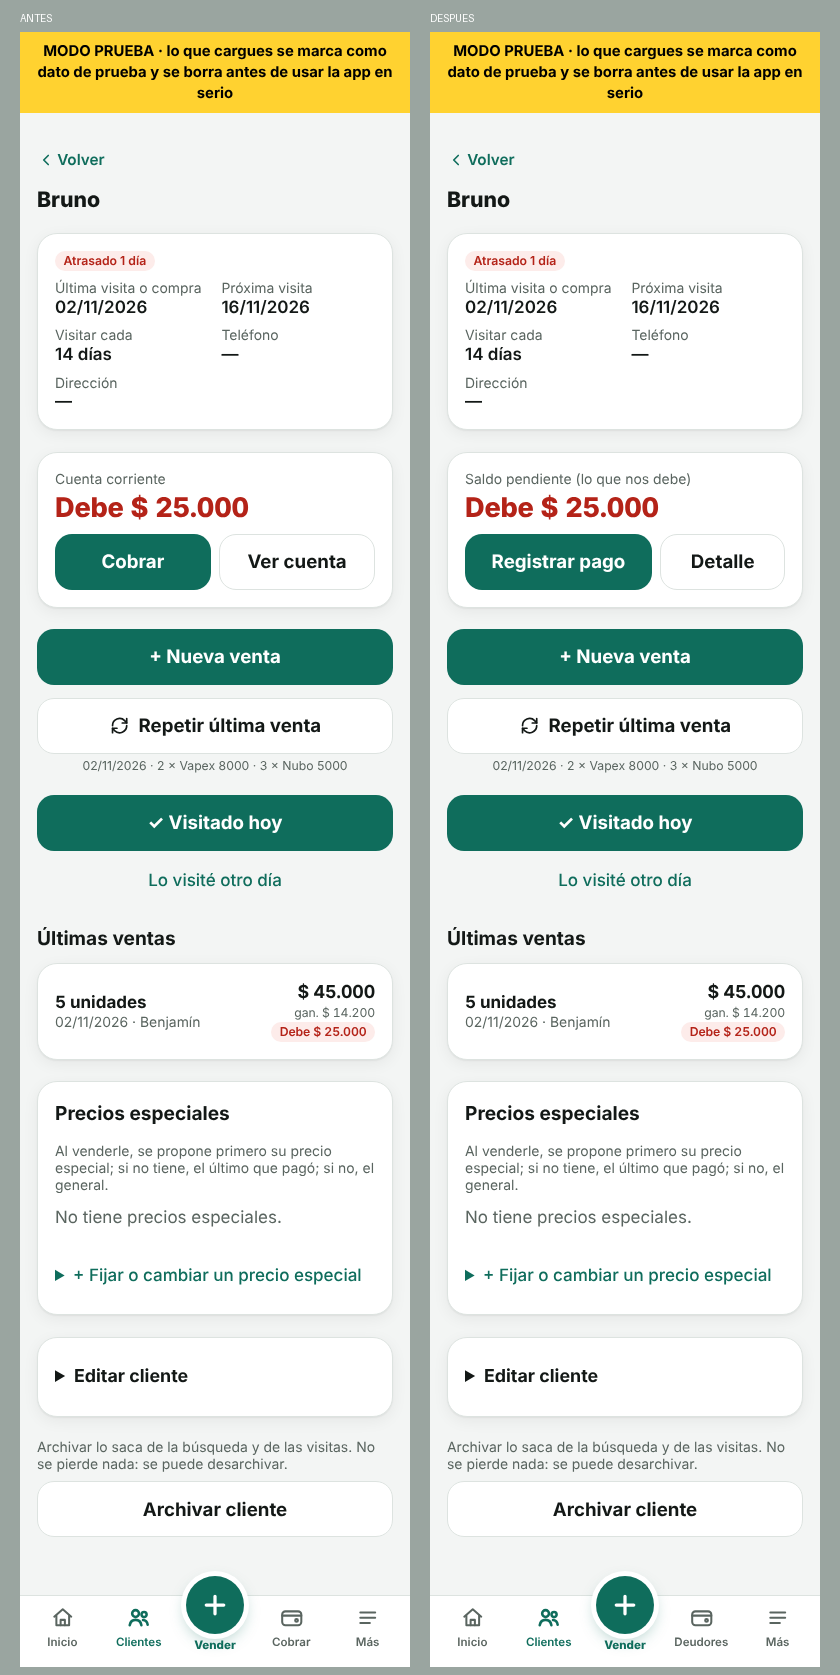 ANTES
MODO PRUEBA · lo que cargues se marca como
dato de prueba y se borra antes de usar la app en
serio
Volver
Bruno
Atrasado 1 día
Última visita o compra
Próxima visita
02/11/2026
16/11/2026
Visitar cada
Teléfono
14 días
—
Dirección
—
Cuenta corriente
Debe $ 25.000
Cobrar
Ver cuenta
+ Nueva venta
Repetir última venta
02/11/2026 · 2 × Vapex 8000 · 3 × Nubo 5000
✓ Visitado hoy
Lo visité otro día
Últimas ventas
5 unidades
02/11/2026 · Benjamín
$ 45.000
gan. $ 14.200
Debe $ 25.000
Precios especiales
Al venderle, se propone primero su precio
especial; si no tiene, el último que pagó; si no, el
general.
No tiene precios especiales.
+ Fijar o cambiar un precio especial
Editar cliente
Archivar lo saca de la búsqueda y de las visitas. No
se pierde nada: se puede desarchivar.
Archivar cliente
Inicio
Clientes
Vender
Cobrar
Más
DESPUES
MODO PRUEBA · lo que cargues se marca como
dato de prueba y se borra antes de usar la app en
serio
Volver
Bruno
Atrasado 1 día
Última visita o compra
Próxima visita
02/11/2026
16/11/2026
Visitar cada
Teléfono
14 días
—
Dirección
—
Saldo pendiente (lo que nos debe)
Debe $ 25.000
Registrar pago
Detalle
+ Nueva venta
Repetir última venta
02/11/2026 · 2 × Vapex 8000 · 3 × Nubo 5000
✓ Visitado hoy
Lo visité otro día
Últimas ventas
5 unidades
02/11/2026 · Benjamín
$ 45.000
gan. $ 14.200
Debe $ 25.000
Precios especiales
Al venderle, se propone primero su precio
especial; si no tiene, el último que pagó; si no, el
general.
No tiene precios especiales.
+ Fijar o cambiar un precio especial
Editar cliente
Archivar lo saca de la búsqueda y de las visitas. No
se pierde nada: se puede desarchivar.
Archivar cliente
Inicio
Clientes
Vender
Deudores
Más